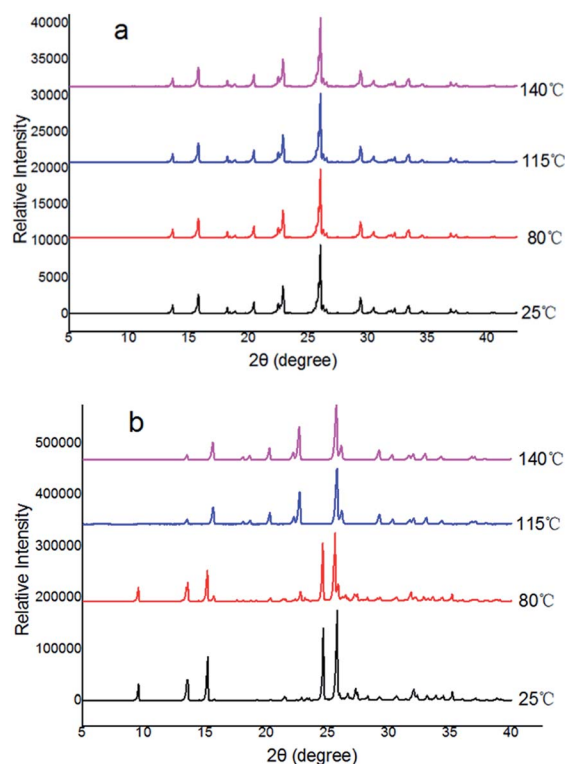 a
40000
35000
140℃
30000
25000
115℃
20000
15000
80℃
10000
5000
25℃
0
Relative Intensity
5 10 15 20 25 30 35 40
2θ (degree)
b
500000
140℃
400000
115℃
300000
200000
80℃
100000
0
25℃
Relative Intensity
5 10 15 20 25 30 35 40
2θ (degree)